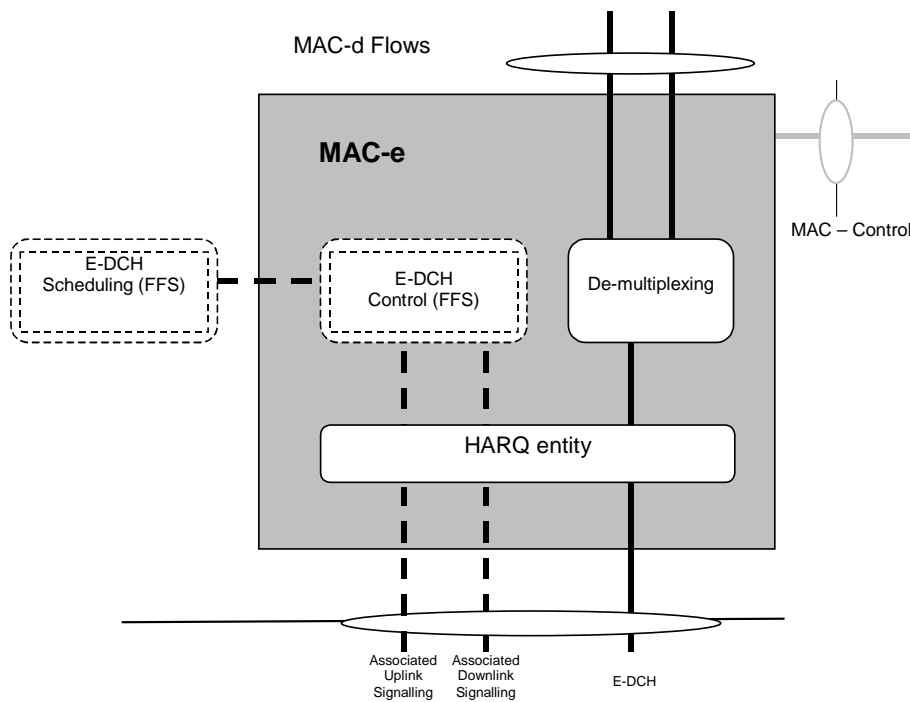 MAC-d Flows
MAC-e
MAC – Control
E-DCH
Scheduling (FFS)
E-DCH
Control (FFS)
De-multiplexing
HARQ entity
Associated
Uplink
Signalling
Associated
Downlink
Signalling
E-DCH